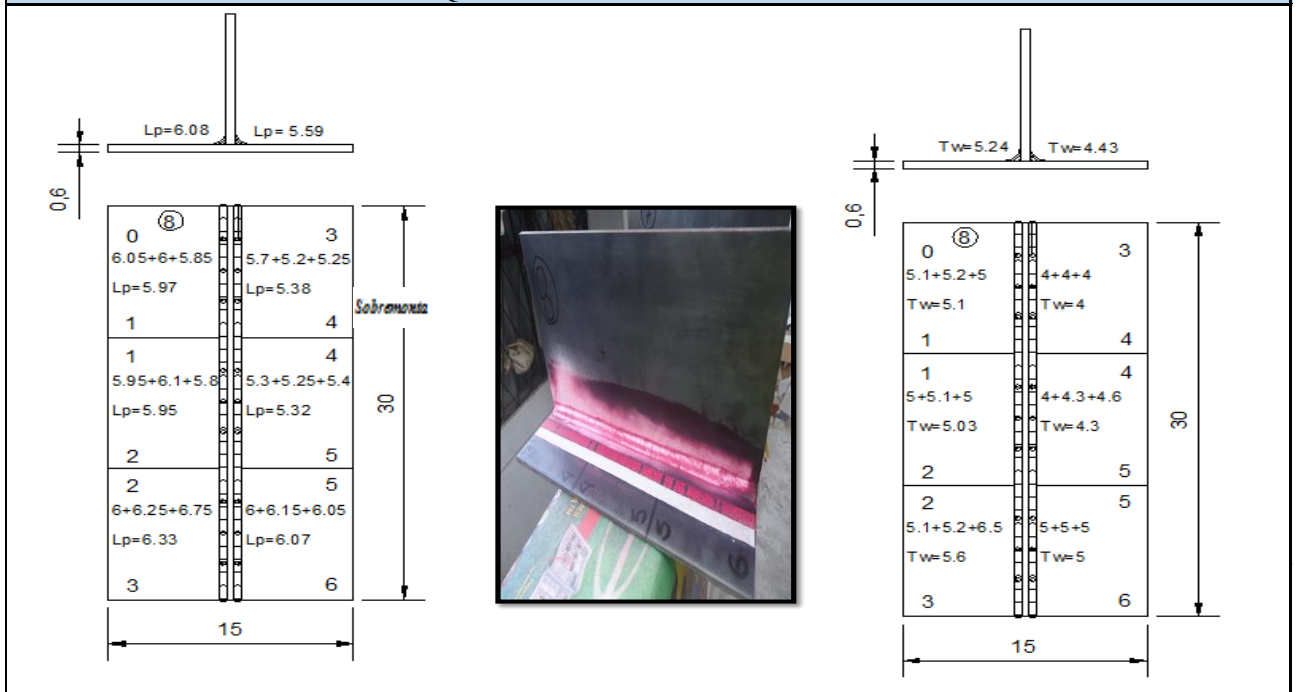 Lp=6.08 Lp= 5.59
0,6
8
0 3
6.05+6+5.85 5.7+5.2+5.25
Lp=5.97 Lp=5.38
1 4
1 4
5.95+6.1+5.8 5.3+5.25+5.4
Lp=5.95 Lp=5.32
2 5
2 5
6+6.25+6.75 6+6.15+6.05
Lp=6.33 Lp=6.07
3 6
30
15
Sobremonta
Tw=5.24 Tw=4.43
0,6
8
0 3
5.1+5.2+5 4+4+4
Tw=5.1 Tw=4
1 4
1 4
5+5.1+5 4+4.3+4.6
Tw=5.03 Tw=4.3
2 5
2 5
5.1+5.2+6.5 5+5+5
Tw=5.6 Tw=5
3 6
30
15